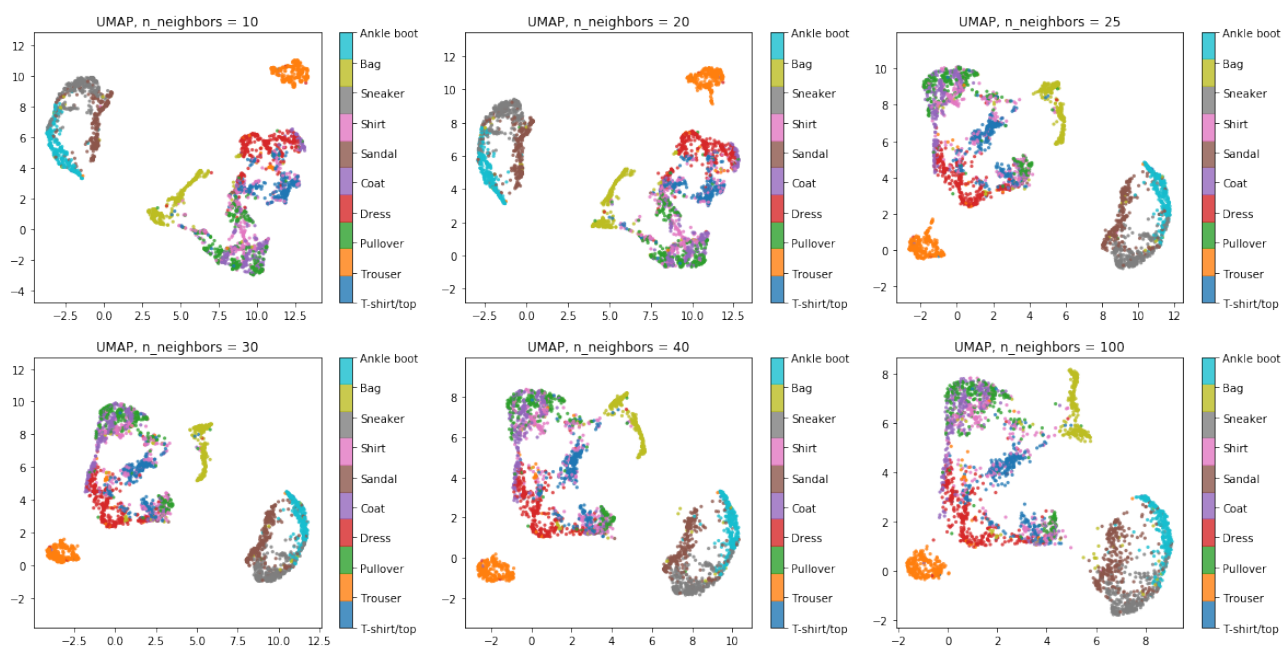 UMAP, n_neighbors = 10
12
10
8
6
4
2
0
−2
−4
−2.5
0.0
2.5
5.0
7.5
10.0
12.5
Ankle boot
Bag
Sneaker
Shirt
Sandal
Coat
Dress
Pullover
Trouser
T-shirt/top
UMAP, n_neighbors = 20
12
10
8
6
4
2
0
−2
−2.5
0.0
2.5
5.0
7.5
10.0
12.5
Ankle boot
Bag
Sneaker
Shirt
Sandal
Coat
Dress
Pullover
Trouser
T-shirt/top
UMAP, n_neighbors = 25
10
8
6
4
2
0
−2
−2
0
2
4
6
8
10
12
Ankle boot
Bag
Sneaker
Shirt
Sandal
Coat
Dress
Pullover
Trouser
T-shirt/top
UMAP, n_neighbors = 30
12
10
8
6
4
2
0
−2
−5.0
−2.5
0.0
2.5
5.0
7.5
10.0
12.5
Ankle boot
Bag
Sneaker
Shirt
Sandal
Coat
Dress
Pullover
Trouser
T-shirt/top
UMAP, n_neighbors = 40
8
6
4
2
0
−2
−2
0
2
4
6
8
10
Ankle boot
Bag
Sneaker
Shirt
Sandal
Coat
Dress
Pullover
Trouser
T-shirt/top
UMAP, n_neighbors = 100
8
6
4
2
0
−2
−2
0
2
4
6
8
Ankle boot
Bag
Sneaker
Shirt
Sandal
Coat
Dress
Pullover
Trouser
T-shirt/top